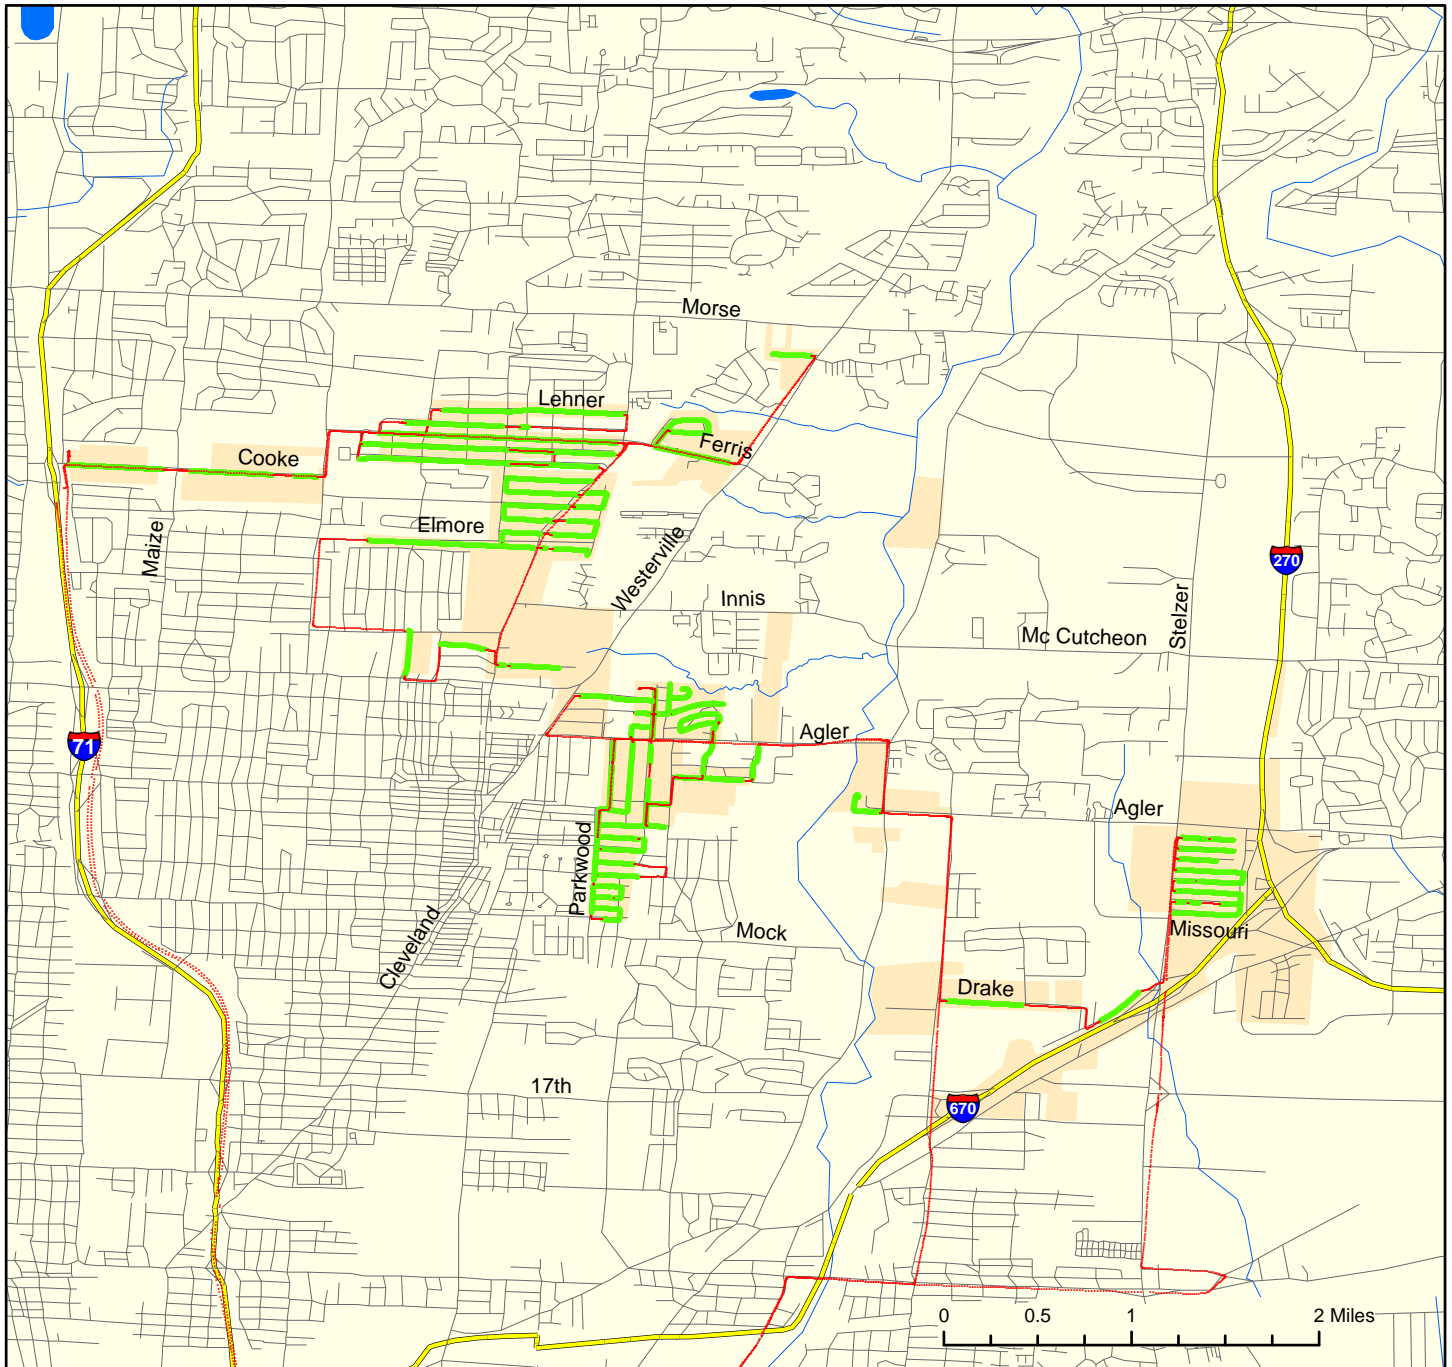 Morse
Lehner
Ferris
Cooke
Elmore
Maize
Westerville
270
Innis
Stelzer
Mc Cutcheon
71
Agler
Agler
Parkwood
Cleveland
Mock
Missouri
Drake
17th
670
0 0.5 1 2 Miles